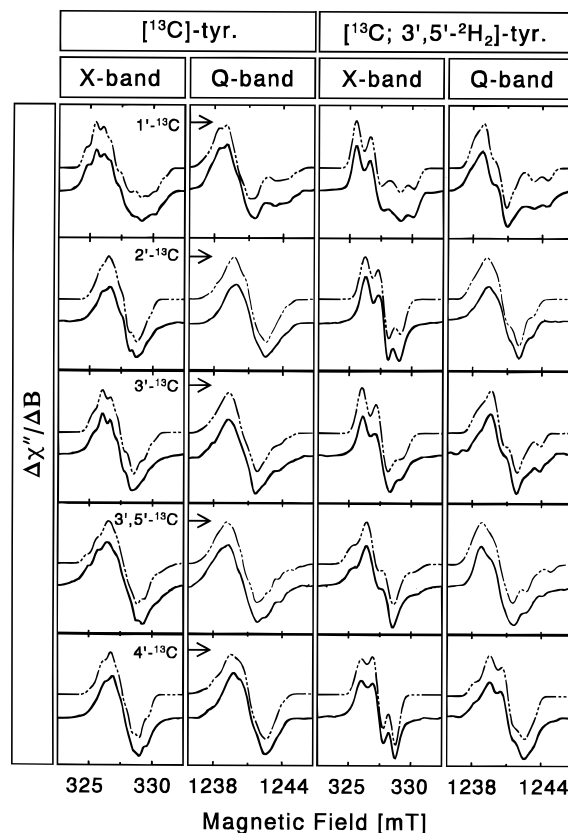 [¹³C]-tyr. [¹³C; 3',5'-²H₂]-tyr.
X-band Q-band X-band Q-band
Δχ"/ΔB
1'-¹³C
2'-¹³C
3'-¹³C
3',5'-¹³C
4'-¹³C
325 330 1238 1244 325 330 1238 1244
Magnetic Field [mT]